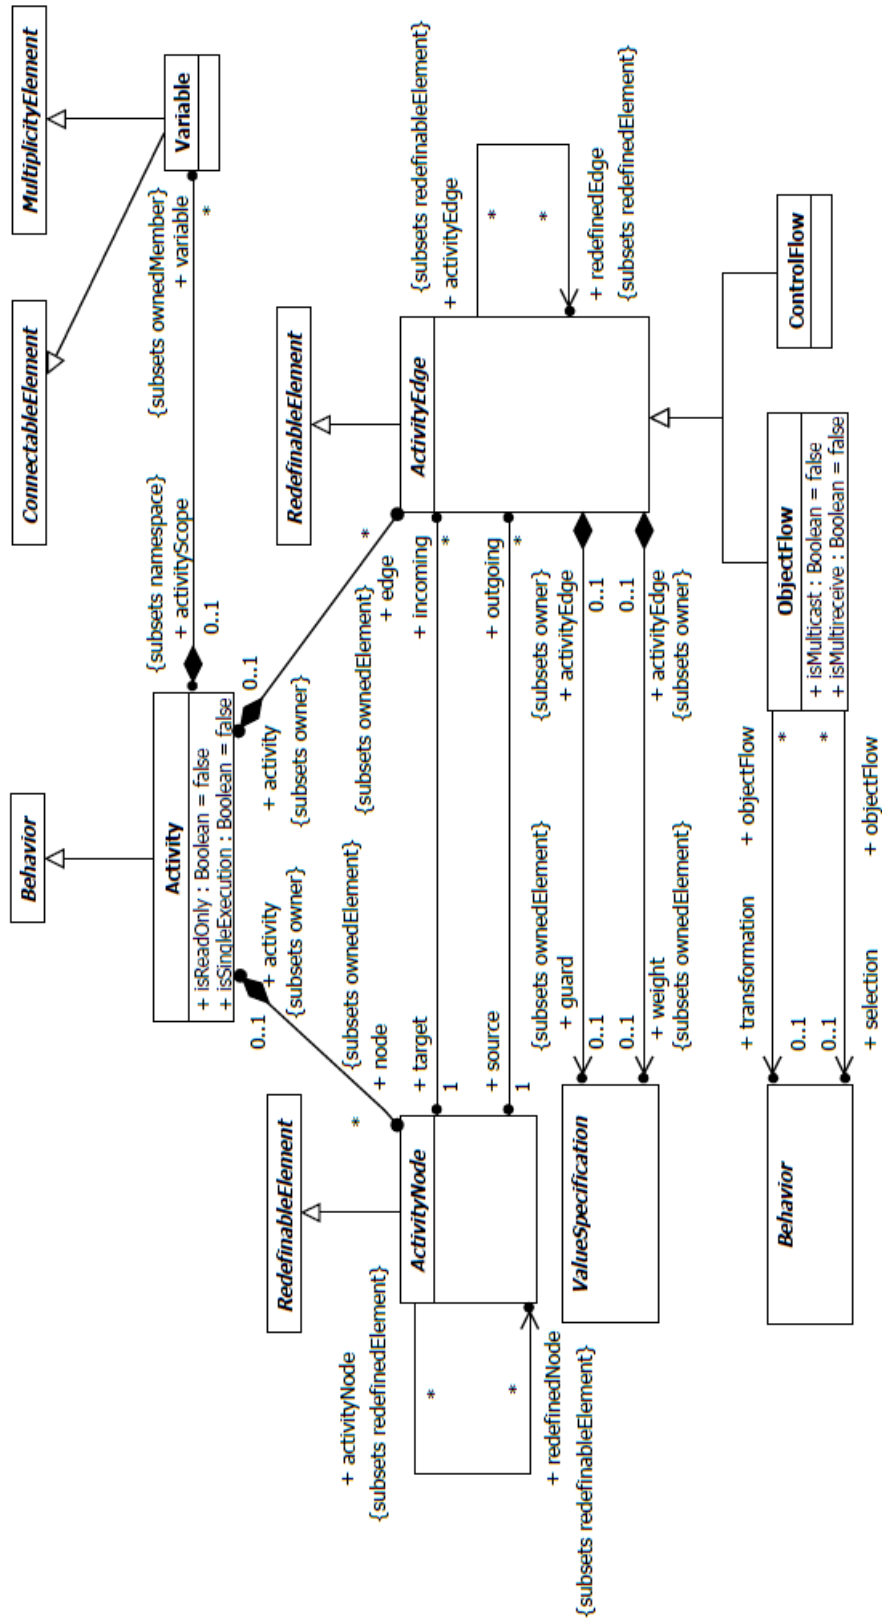 Behavior
ConnectableElement
MultiplicityElement
Activity
+ isReadOnly : Boolean = false
+ isSingleExecution : Boolean = false
{subsets namespace}
+ activityScope
0..1
{subsets ownedMember}
+ variable
*
Variable
0..1
+ activity
{subsets owner}
0..1
+ activity
{subsets owner}
RedefinableElement
{subsets ownedElement}
+ node
*
{subsets ownedElement}
+ edge
*
RedefinableElement
+ activityNode
{subsets redefinedElement}
*
*
+ redefinedNode
{subsets redefinableElement}
ActivityNode
+ target
1
+ incoming
*
+ source
1
+ outgoing
*
ActivityEdge
{subsets redefinableElement}
+ activityEdge
*
*
+ redefinedEdge
{subsets redefinedElement}
ValueSpecification
{subsets ownedElement}
+ guard
0..1
{subsets owner}
+ activityEdge
0..1
0..1
+ weight
{subsets ownedElement}
0..1
+ activityEdge
{subsets owner}
Behavior
+ transformation
0..1
+ objectFlow
*
0..1
+ selection
*
+ objectFlow
ObjectFlow
+ isMulticast : Boolean = false
+ isMultireceive : Boolean = false
ControlFlow